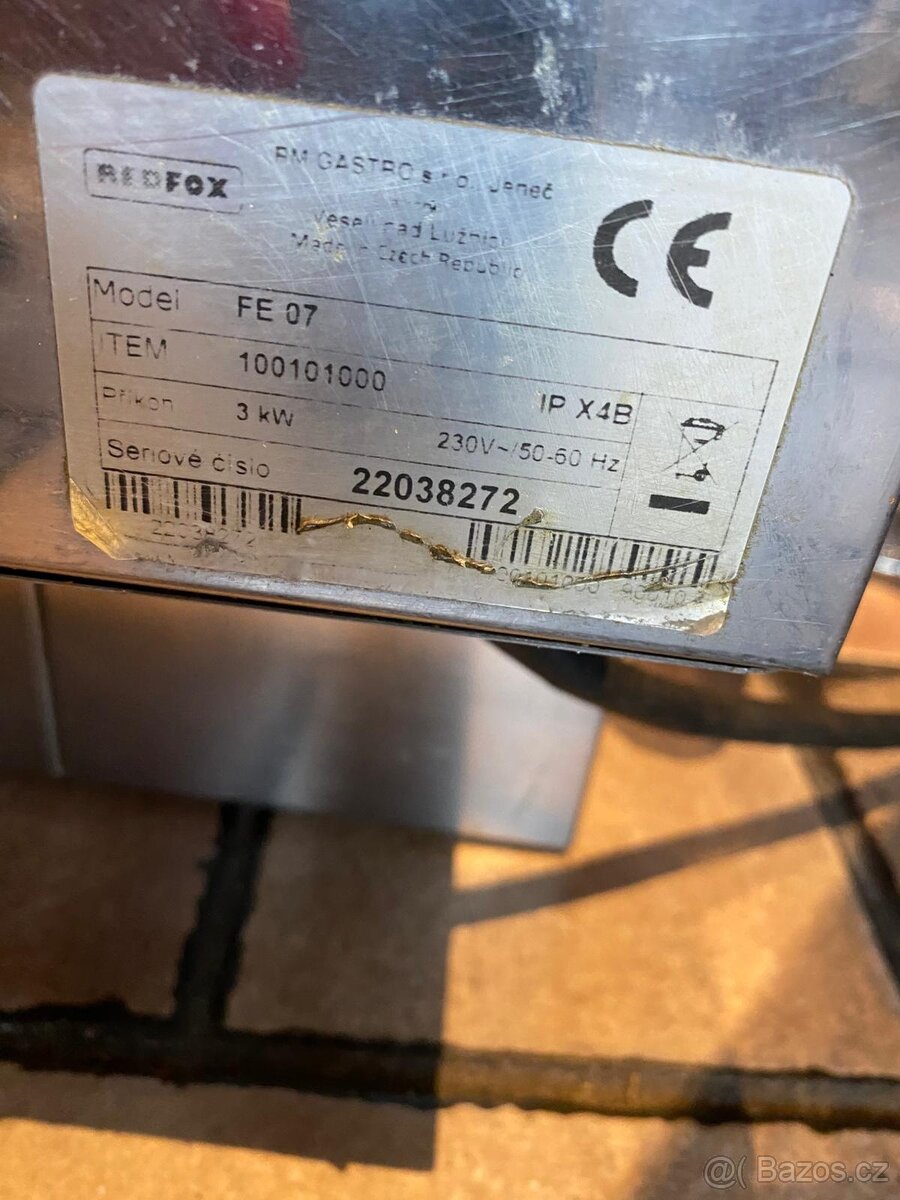 REDFOX
RM GASTRO s.r.o. Jeneč
Veselí nad Lužnicí
Made in Czech Republic
CE
Model FE 07
ITEM 100101000
IP X4B
Příkon 3 kW
230V~/50-60 Hz
Seriové číslo 22038272
22038272
@( Bazos.cz